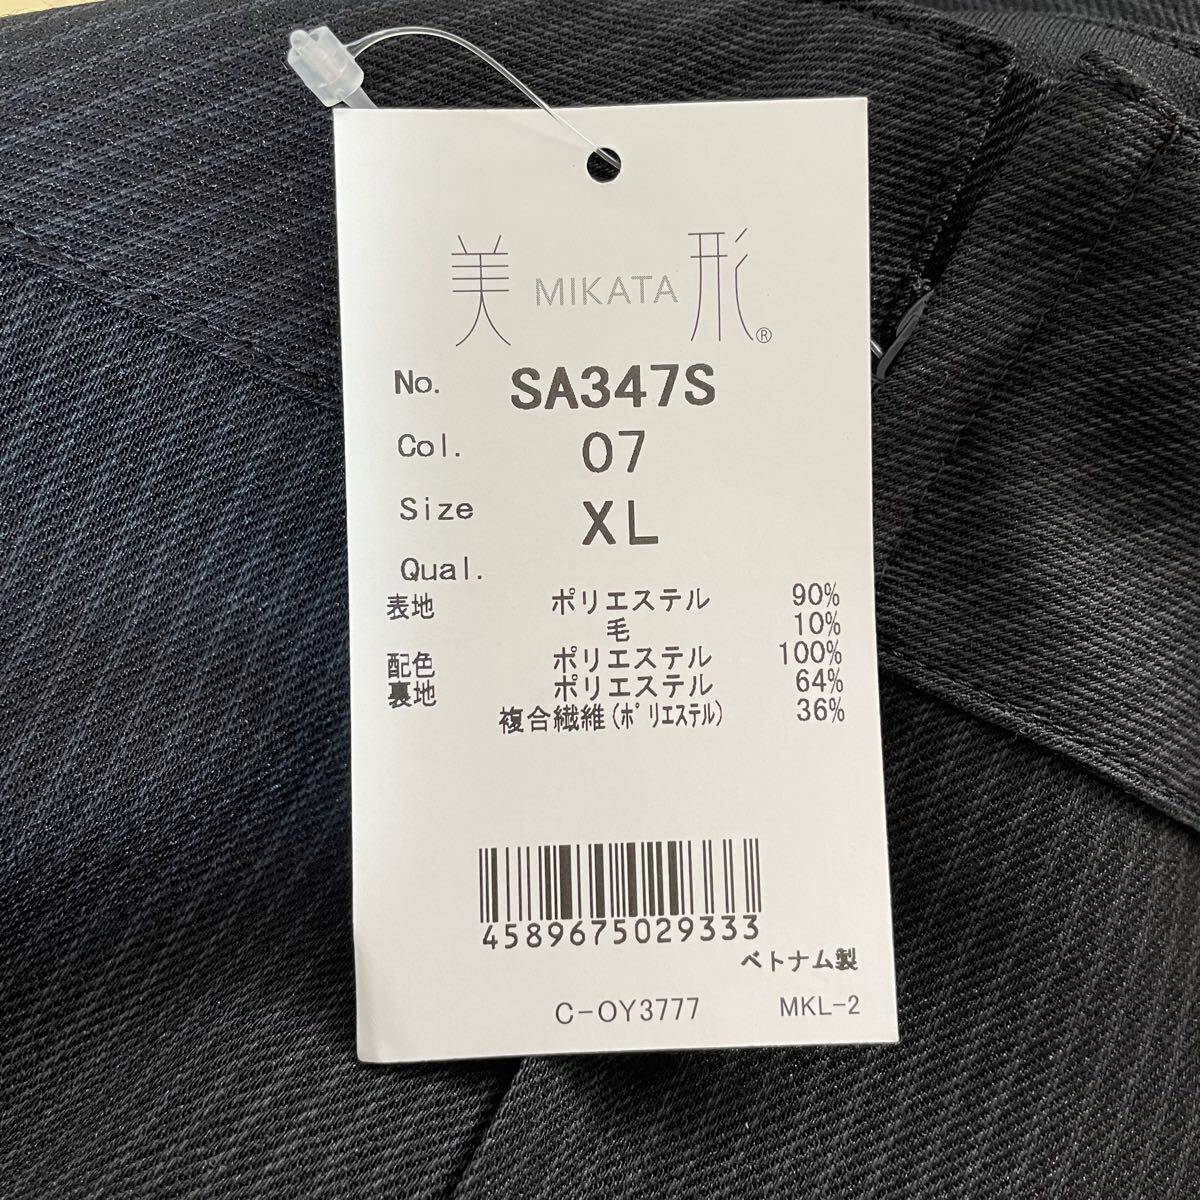 美 MIKATA 形®
No. SA347S
Col. 07
Size XL
Qual.
表地 ポリエステル 90%
毛 10%
配色 ポリエステル 100%
裏地 ポリエステル 64%
複合繊維(ポリエステル) 36%
4589675029333
ベトナム製
C-OY3777 MKL-2